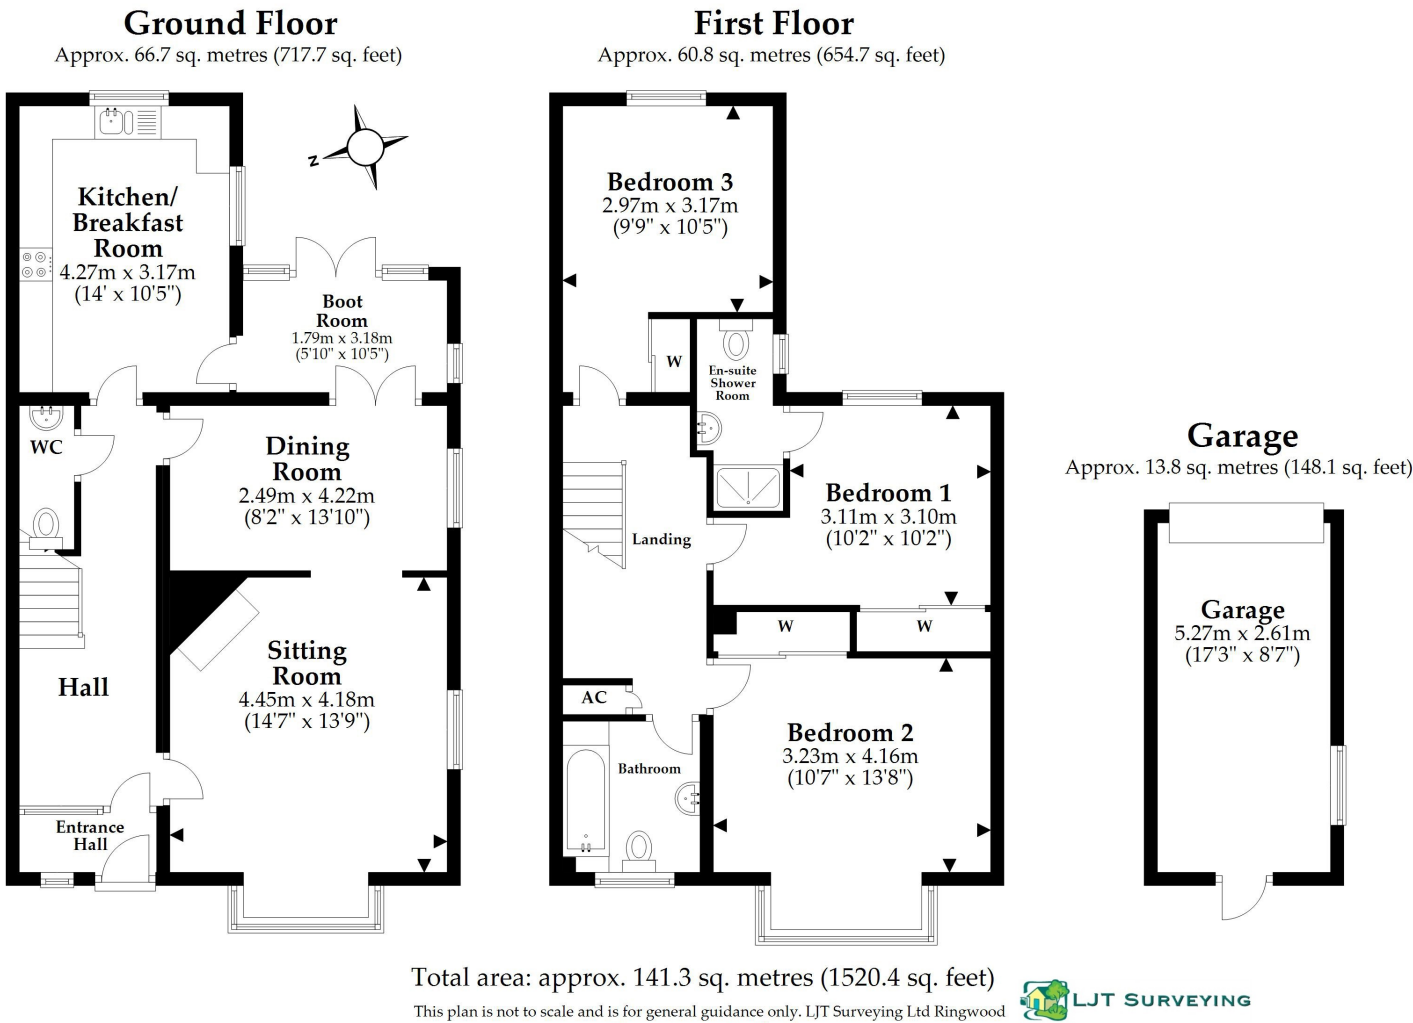 Ground Floor
Approx. 66.7 sq. metres (717.7 sq. feet)
N
Kitchen/
Breakfast
Room
4.27m x 3.17m
(14' x 10'5")
Boot
Room
1.79m x 3.18m
(5'10" x 10'5")
WC
Dining
Room
2.49m x 4.22m
(8'2" x 13'10")
Sitting
Room
4.45m x 4.18m
(14'7" x 13'9")
Hall
Entrance
Hall
First Floor
Approx. 60.8 sq. metres (654.7 sq. feet)
Bedroom 3
2.97m x 3.17m
(9'9" x 10'5")
W
En-suite
Shower
Room
Bedroom 1
3.11m x 3.10m
(10'2" x 10'2")
Landing
W
W
AC
Bedroom 2
3.23m x 4.16m
(10'7" x 13'8")
Bathroom
Garage
Approx. 13.8 sq. metres (148.1 sq. feet)
Garage
5.27m x 2.61m
(17'3" x 8'7")
Total area: approx. 141.3 sq. metres (1520.4 sq. feet)
This plan is not to scale and is for general guidance only. LJT Surveying Ltd Ringwood
LJT SURVEYING